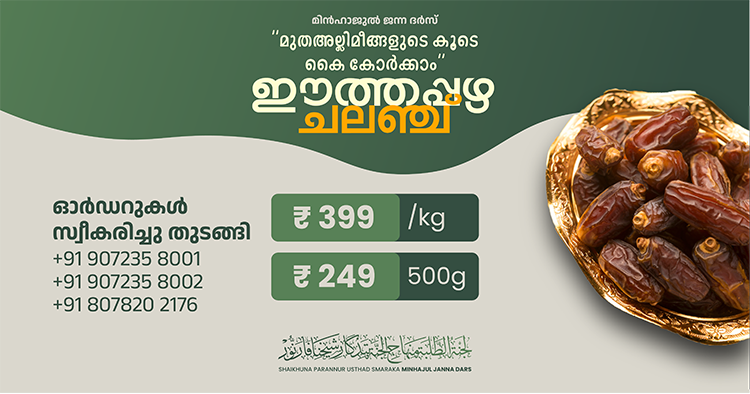 മിൻഹാജുൽ ജന്ന ദർസ്
“മുതഅല്ലിമീങ്ങളുടെ കൂടെ
കൈ കോർക്കാം“
ഈത്തപ്പഴ
ചലഞ്ച്
ഓർഡറുകൾ
സ്വീകരിച്ചു തുടങ്ങി
+91 907235 8001
+91 907235 8002
+91 807820 2176
₹ 399 /kg
₹ 249 500g
SHAIKHUNA PARANNUR USTHAD SMARAKA MINHAJUL JANNA DARS